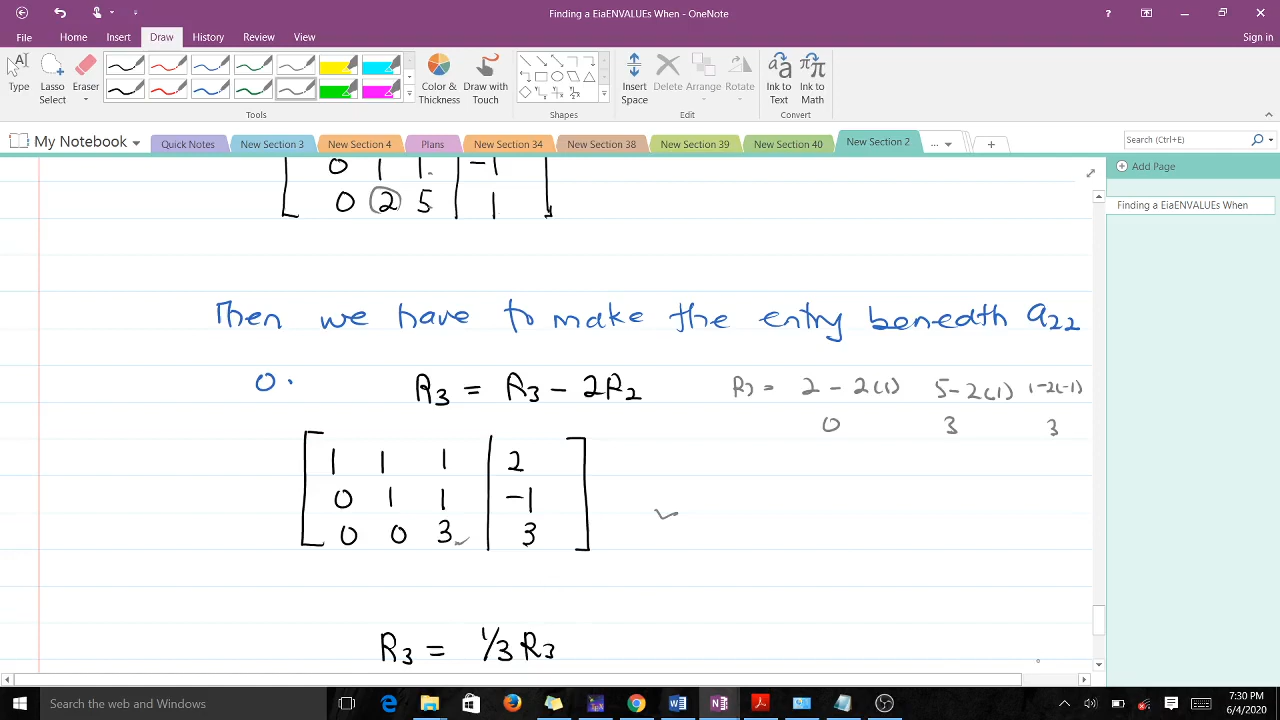 Finding a EiaENVALUES When - OneNote
File Home Insert Draw History Review View
Sign in
Type
Lasso Select
Eraser
Color & Thickness
Draw with Touch
Insert Space
Delete
Arrange
Rotate
Ink to Text
Ink to Math
Tools
Shapes
Edit
Convert
My Notebook
Quick Notes
New Section 3
New Section 4
Plans
New Section 34
New Section 38
New Section 39
New Section 40
New Section 2
...
Search (Ctrl+E)
Add Page
Finding a EiaENVALUES When
0 1 1 | -1
0 2 5 | 1
Then we have to make the entry beneth a22
0. R3 = R3 - 2R2
R3 = 2 - 2(1) 5-2(1) 1-2(-1)
0 3 3
1 1 1 | 2
0 1 1 | -1
0 0 3 | 3
R3 = 1/3 R3
Search the web and Windows
7:30 PM
6/4/2020